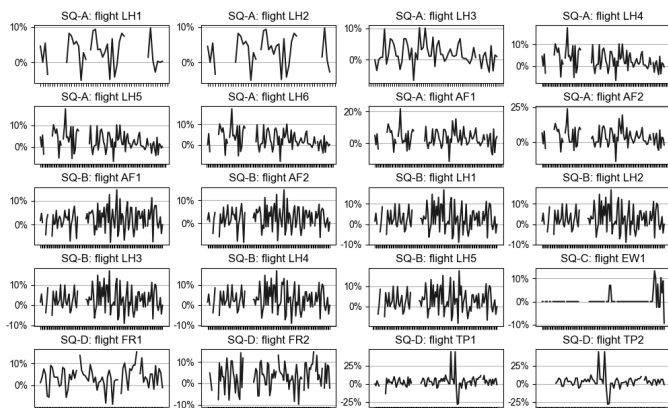 SQ-A: flight LH1 SQ-A: flight LH2 SQ-A: flight LH3 SQ-A: flight LH4
10% 10% 10% 10%
0% 0% 0% 0%
SQ-A: flight LH5 SQ-A: flight LH6 SQ-A: flight AF1 SQ-A: flight AF2
10% 10% 20% 25%
0% 0% 0% 0%
SQ-B: flight AF1 SQ-B: flight AF2 SQ-B: flight LH1 SQ-B: flight LH2
10% 10% 10% 10%
0% 0% 0% 0%
-10% -10%
SQ-B: flight LH3 SQ-B: flight LH4 SQ-B: flight LH5 SQ-C: flight EW1
10% 10% 10% 10%
0% 0% 0% 0%
-10% -10% -10%
SQ-D: flight FR1 SQ-D: flight FR2 SQ-D: flight TP1 SQ-D: flight TP2
10% 10% 25% 25%
0% 0% 0% 0%
-10% -25% -25%